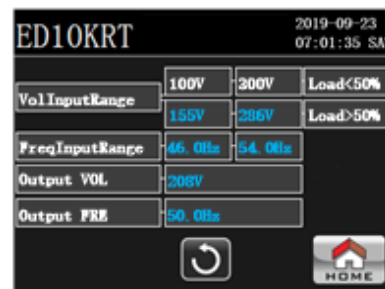 ED10KRT
2019-09-23
07:01:35 SA
VolInputRange
100V 300V Load<50%
155V 286V Load>50%
FreqInputRange 46.0Hz 54.0Hz
Output VOL 208V
Output FRE 50.0Hz
HOME